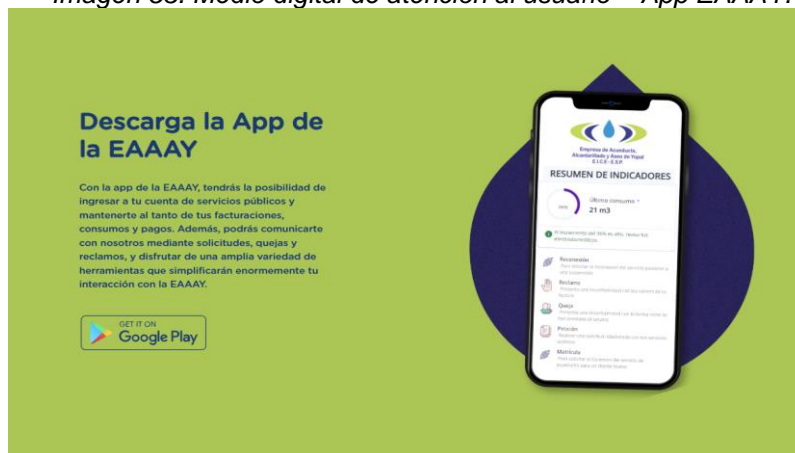 Imagen 38. Medio digital de atención al usuario – App EAAAY.
Descarga la App de
la EAAAY
Con la app de la EAAAY, tendrás la posibilidad de
ingresar a tu cuenta de servicios públicos y
mantenerte al tanto de tus facturaciones,
consumos y pagos. Además, podrás comunicarte
con nosotros mediante solicitudes, quejas y
reclamos, y disfrutar de una amplia variedad de
herramientas que simplificarán enormemente tu
interacción con la EAAAY.
GET IT ON
Google Play
Empresa de Acueducto,
Alcantarillado y Aseo de Yopal
E.I.C.E - E.S.P.
RESUMEN DE INDICADORES
Último consumo
21 m3
Reconexión
Reclamo
Queja
Petición
Matrícula